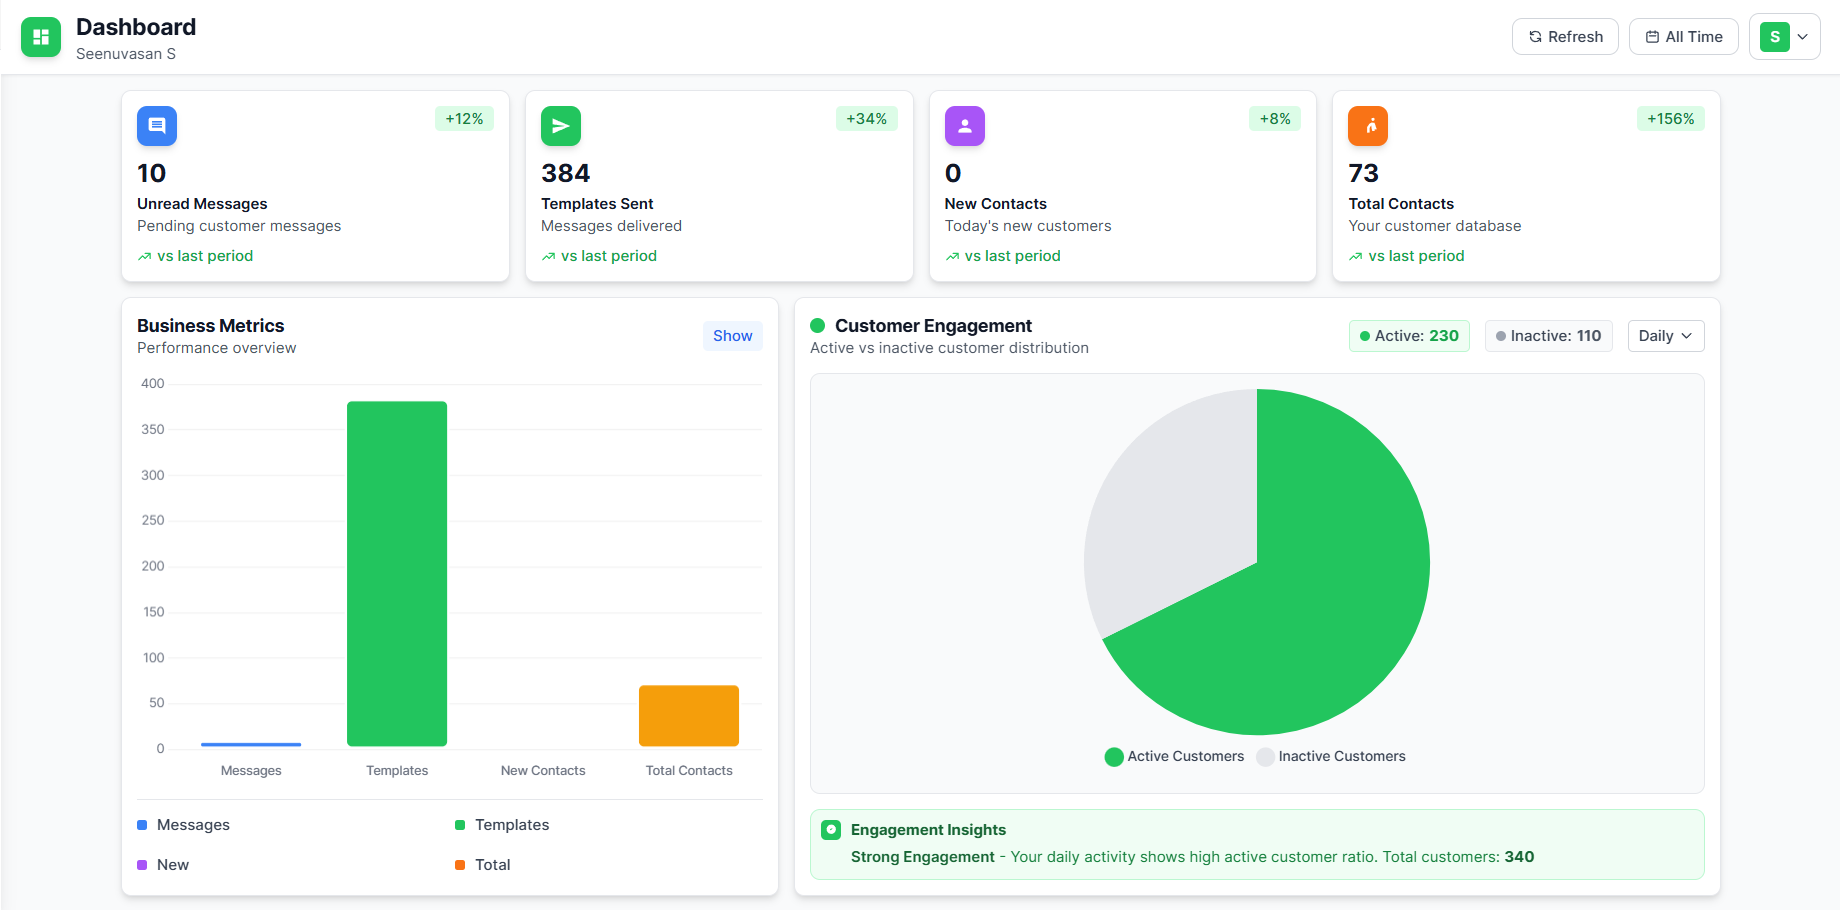 Dashboard
Seenuvasan S
Refresh
All Time
S
+12%
10
Unread Messages
Pending customer messages
vs last period
+34%
384
Templates Sent
Messages delivered
vs last period
+8%
0
New Contacts
Today's new customers
vs last period
+156%
73
Total Contacts
Your customer database
vs last period
Business Metrics
Performance overview
Show
400
350
300
250
200
150
100
50
0
Messages Templates New Contacts Total Contacts
Messages
Templates
New
Total
Customer Engagement
Active vs inactive customer distribution
Active: 230
Inactive: 110
Daily
Active Customers Inactive Customers
Engagement Insights
Strong Engagement - Your daily activity shows high active customer ratio. Total customers: 340